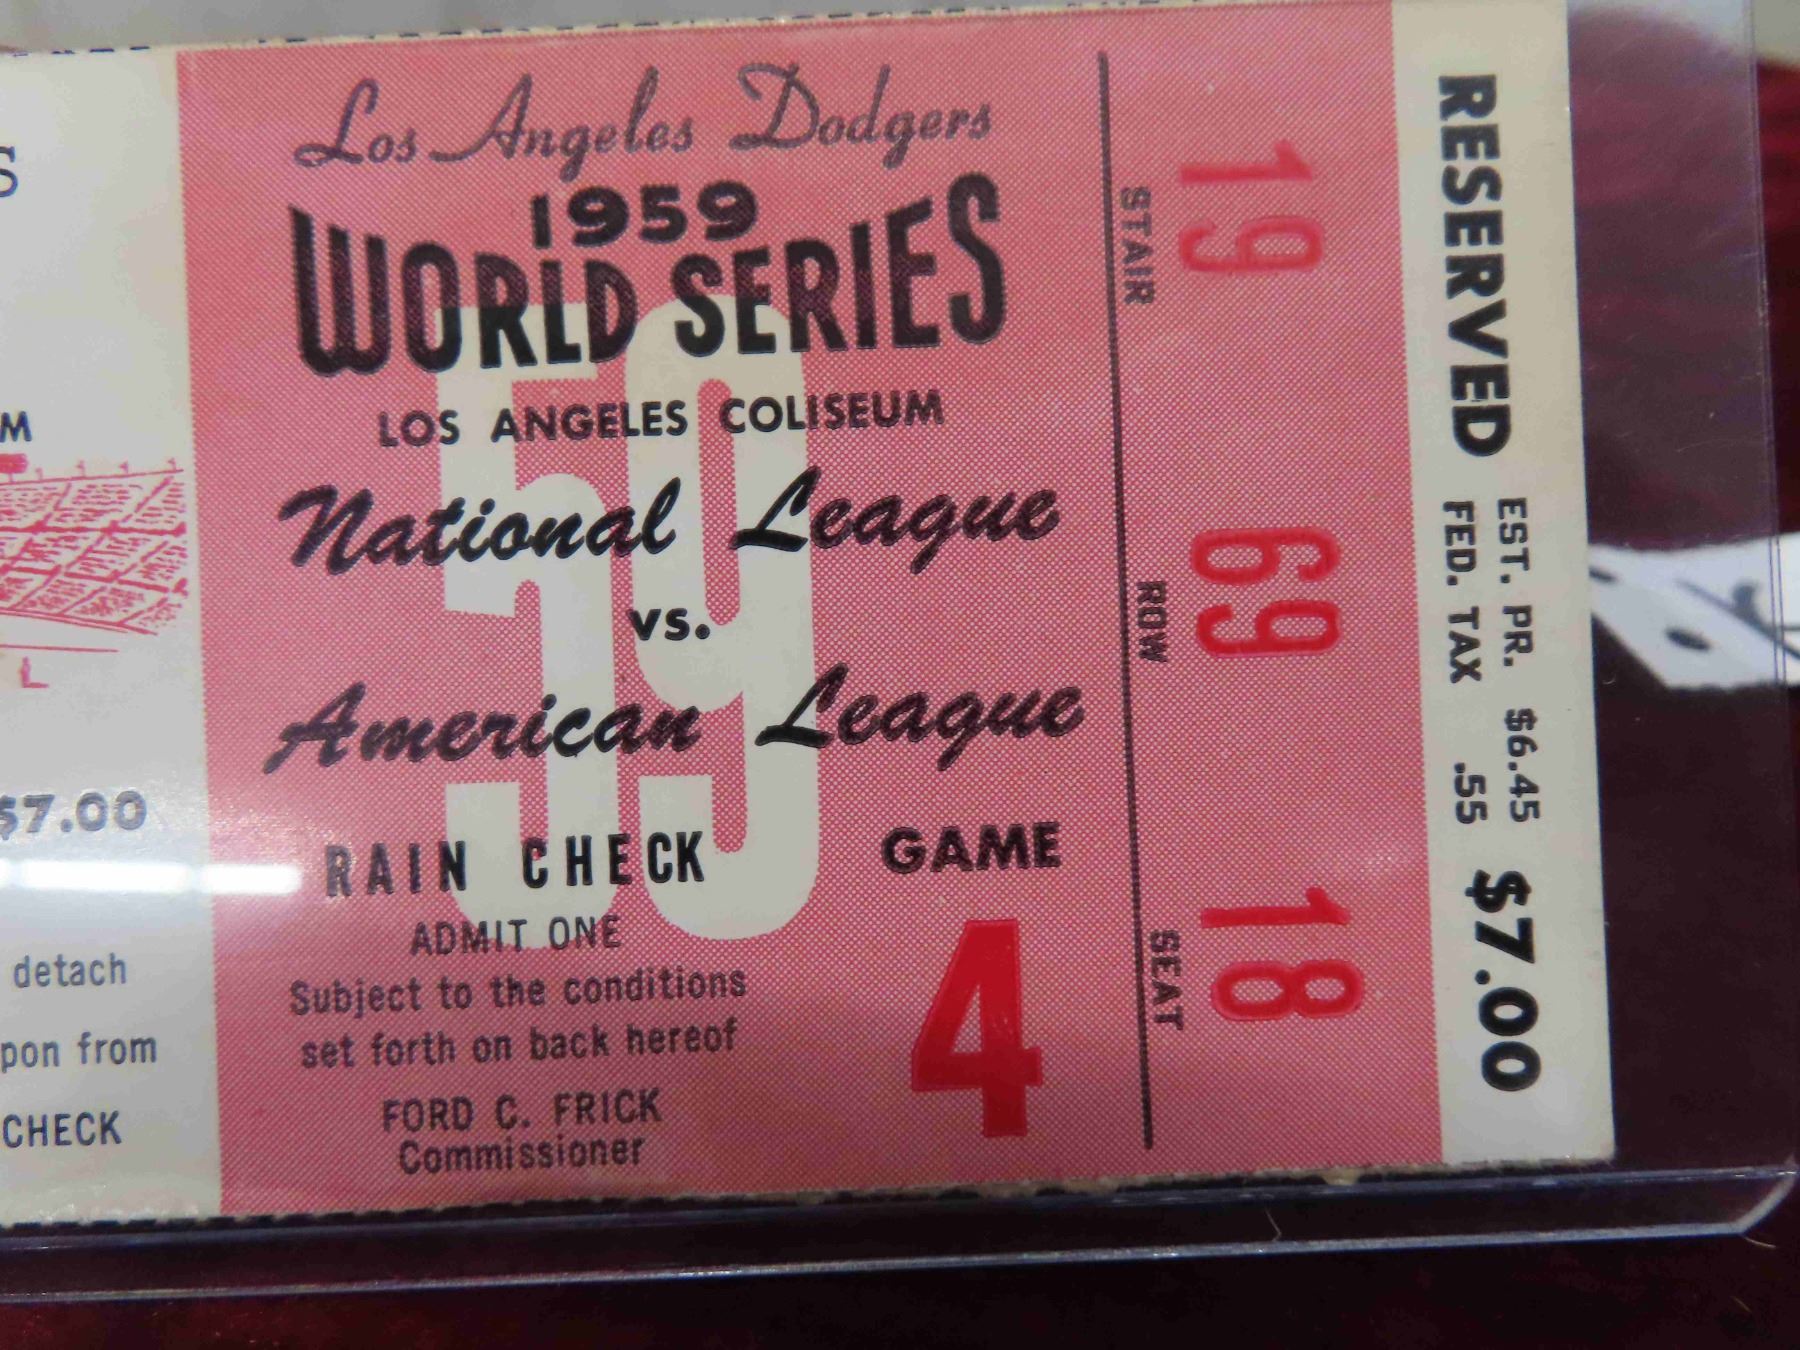 S
M
L
$7.00
detach
pon from
CHECK
Los Angeles Dodgers
1959
WORLD SERIES
59
LOS ANGELES COLISEUM
National League
vs.
American League
RAIN CHECK
ADMIT ONE
Subject to the conditions
set forth on back hereof
FORD C. FRICK
Commissioner
GAME
4
STAIR 19
ROW 69
SEAT 18
RESERVED
EST. PR. $6.45
FED. TAX .55
$7.00